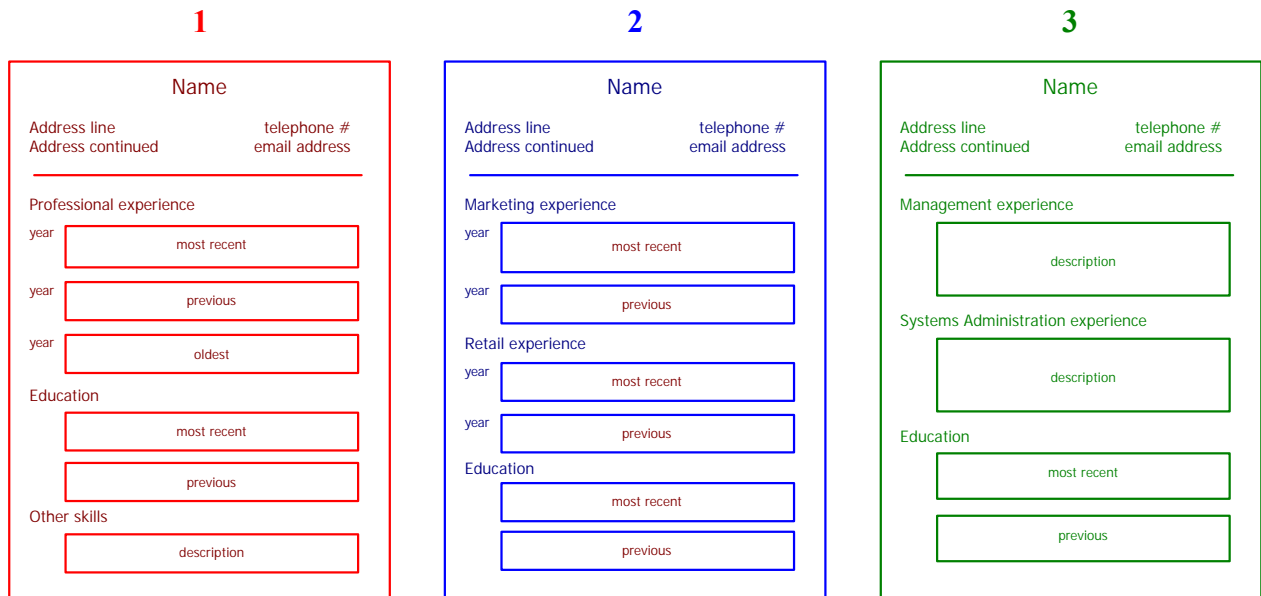 1
Name
Address line telephone #
Address continued email address
Professional experience
year most recent
year previous
year oldest
Education
most recent
previous
Other skills
description
2
Name
Address line telephone #
Address continued email address
Marketing experience
year most recent
year previous
Retail experience
year most recent
year previous
Education
most recent
previous
3
Name
Address line telephone #
Address continued email address
Management experience
description
Systems Administration experience
description
Education
most recent
previous